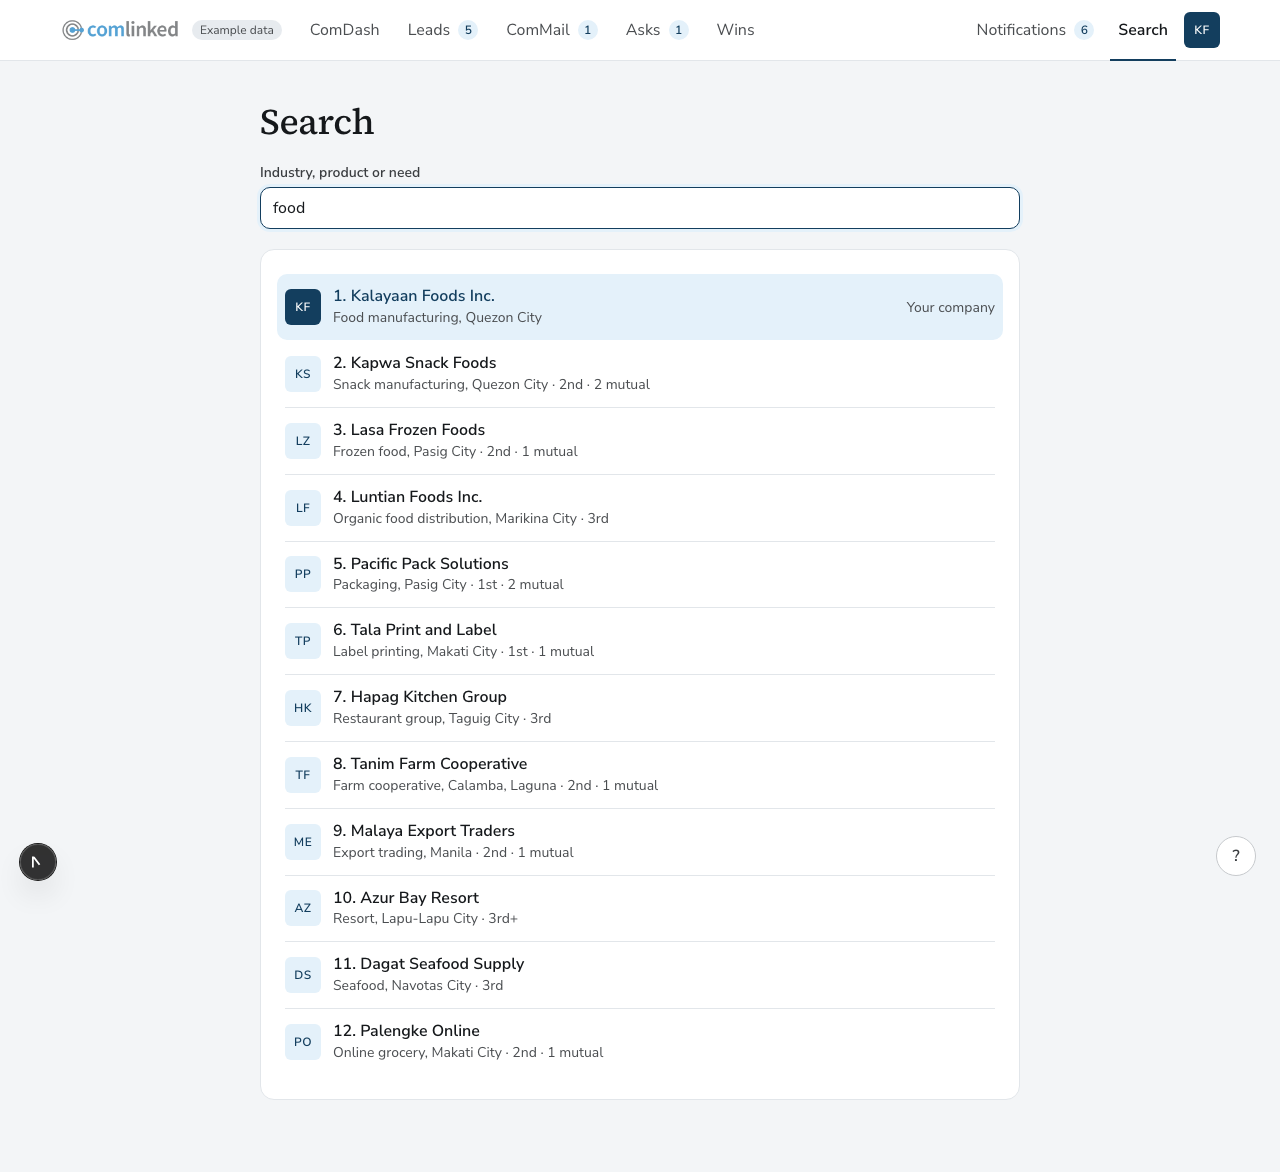 comlinked
Example data
ComDash
Leads 5
ComMail 1
Asks 1
Wins
Notifications 6
Search
KF
Search
Industry, product or need
food
KF
1. Kalayaan Foods Inc.
Food manufacturing, Quezon City
Your company
KS
2. Kapwa Snack Foods
Snack manufacturing, Quezon City · 2nd · 2 mutual
LZ
3. Lasa Frozen Foods
Frozen food, Pasig City · 2nd · 1 mutual
LF
4. Luntian Foods Inc.
Organic food distribution, Marikina City · 3rd
PP
5. Pacific Pack Solutions
Packaging, Pasig City · 1st · 2 mutual
TP
6. Tala Print and Label
Label printing, Makati City · 1st · 1 mutual
HK
7. Hapag Kitchen Group
Restaurant group, Taguig City · 3rd
TF
8. Tanim Farm Cooperative
Farm cooperative, Calamba, Laguna · 2nd · 1 mutual
ME
9. Malaya Export Traders
Export trading, Manila · 2nd · 1 mutual
AZ
10. Azur Bay Resort
Resort, Lapu-Lapu City · 3rd+
DS
11. Dagat Seafood Supply
Seafood, Navotas City · 3rd
PO
12. Palengke Online
Online grocery, Makati City · 2nd · 1 mutual
?